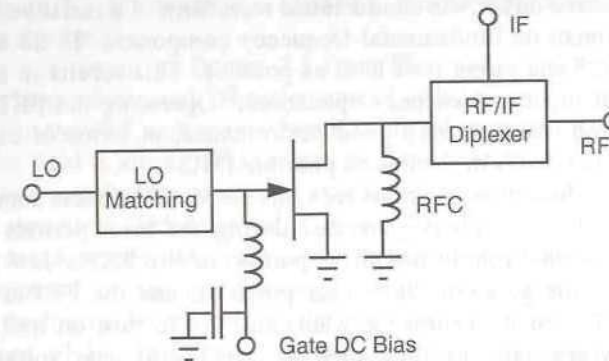 IF
RF/IF
Diplexer
RF
LO
LO
Matching
RFC
Gate DC Bias